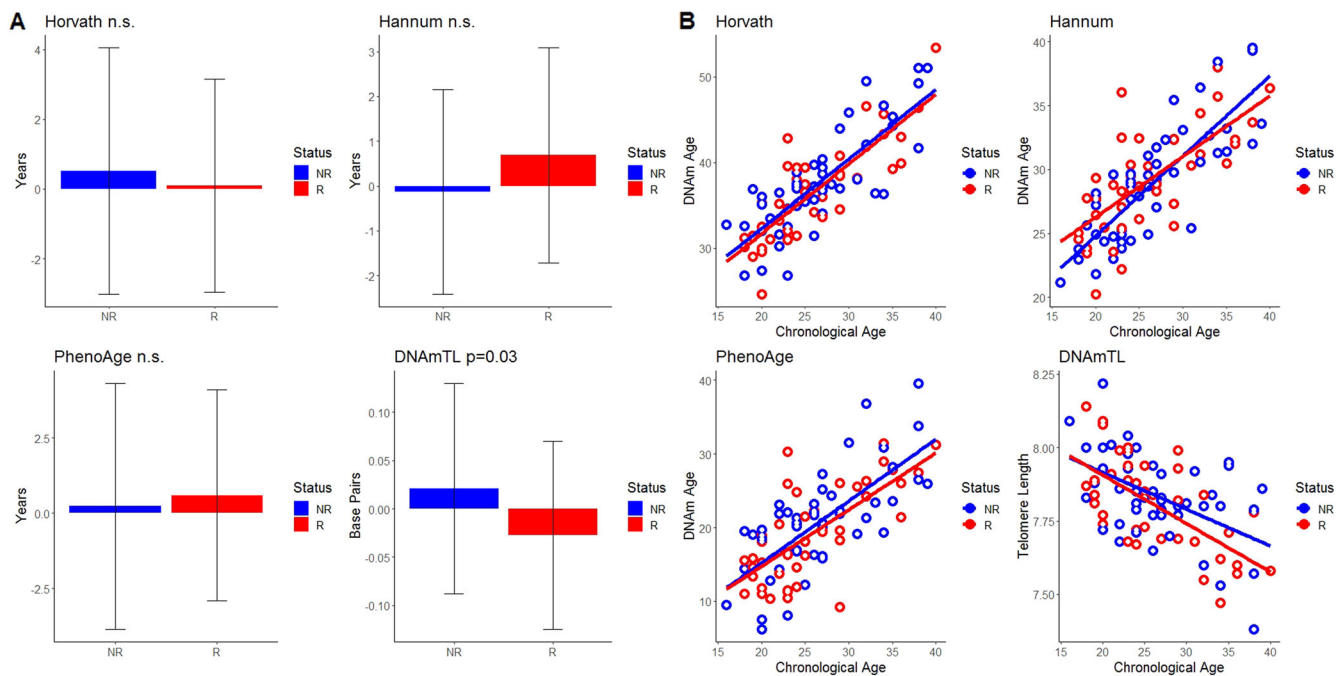 A
Horvath n.s.
Years
4
2
0
-2
NR
R
Status
NR
R
Hannum n.s.
Years
3
2
1
0
-1
-2
NR
R
Status
NR
R
PhenoAge n.s.
Years
2.5
0.0
-2.5
NR
R
Status
NR
R
DNAmTL p=0.03
Base Pairs
0.10
0.05
0.00
-0.05
-0.10
NR
R
Status
NR
R
B
Horvath
DNAm Age
50
40
30
15 20 25 30 35 40
Chronological Age
Status
NR
R
Hannum
DNAm Age
40
35
30
25
20
15 20 25 30 35 40
Chronological Age
Status
NR
R
PhenoAge
DNAm Age
40
30
20
10
15 20 25 30 35 40
Chronological Age
Status
NR
R
DNAmTL
Telomere Length
8.25
8.00
7.75
7.50
15 20 25 30 35 40
Chronological Age
Status
NR
R